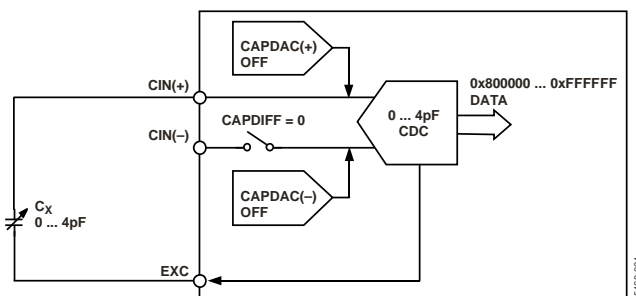 CAPDAC(+)
OFF
0x800000 ... 0xFFFFFF
DATA
CIN(+)
CAPDIFF = 0
0 ... 4pF
CDC
CIN(–)
CAPDAC(–)
OFF
CX
0 ... 4pF
EXC